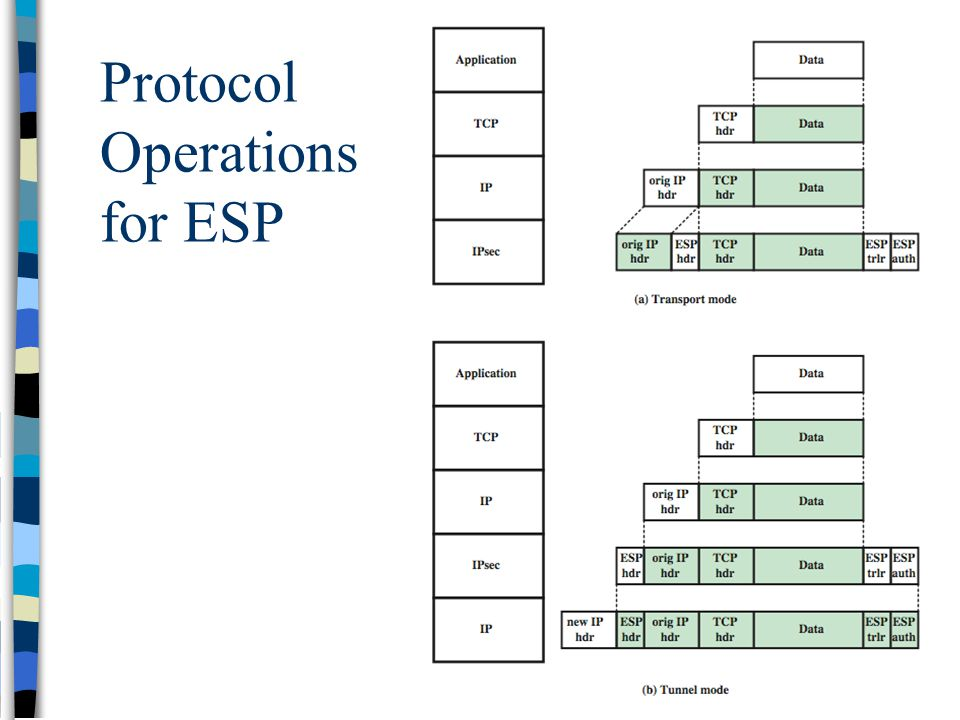 Protocol
Operations
for ESP
Application
Data
TCP
TCP hdr
Data
IP
orig IP hdr
TCP hdr
Data
IPsec
orig IP hdr
ESP hdr
TCP hdr
Data
ESP trlr
ESP auth
(a) Transport mode
Application
Data
TCP
TCP hdr
Data
IP
orig IP hdr
TCP hdr
Data
IPsec
ESP hdr
orig IP hdr
TCP hdr
Data
ESP trlr
ESP auth
IP
new IP hdr
ESP hdr
orig IP hdr
TCP hdr
Data
ESP trlr
ESP auth
(b) Tunnel mode